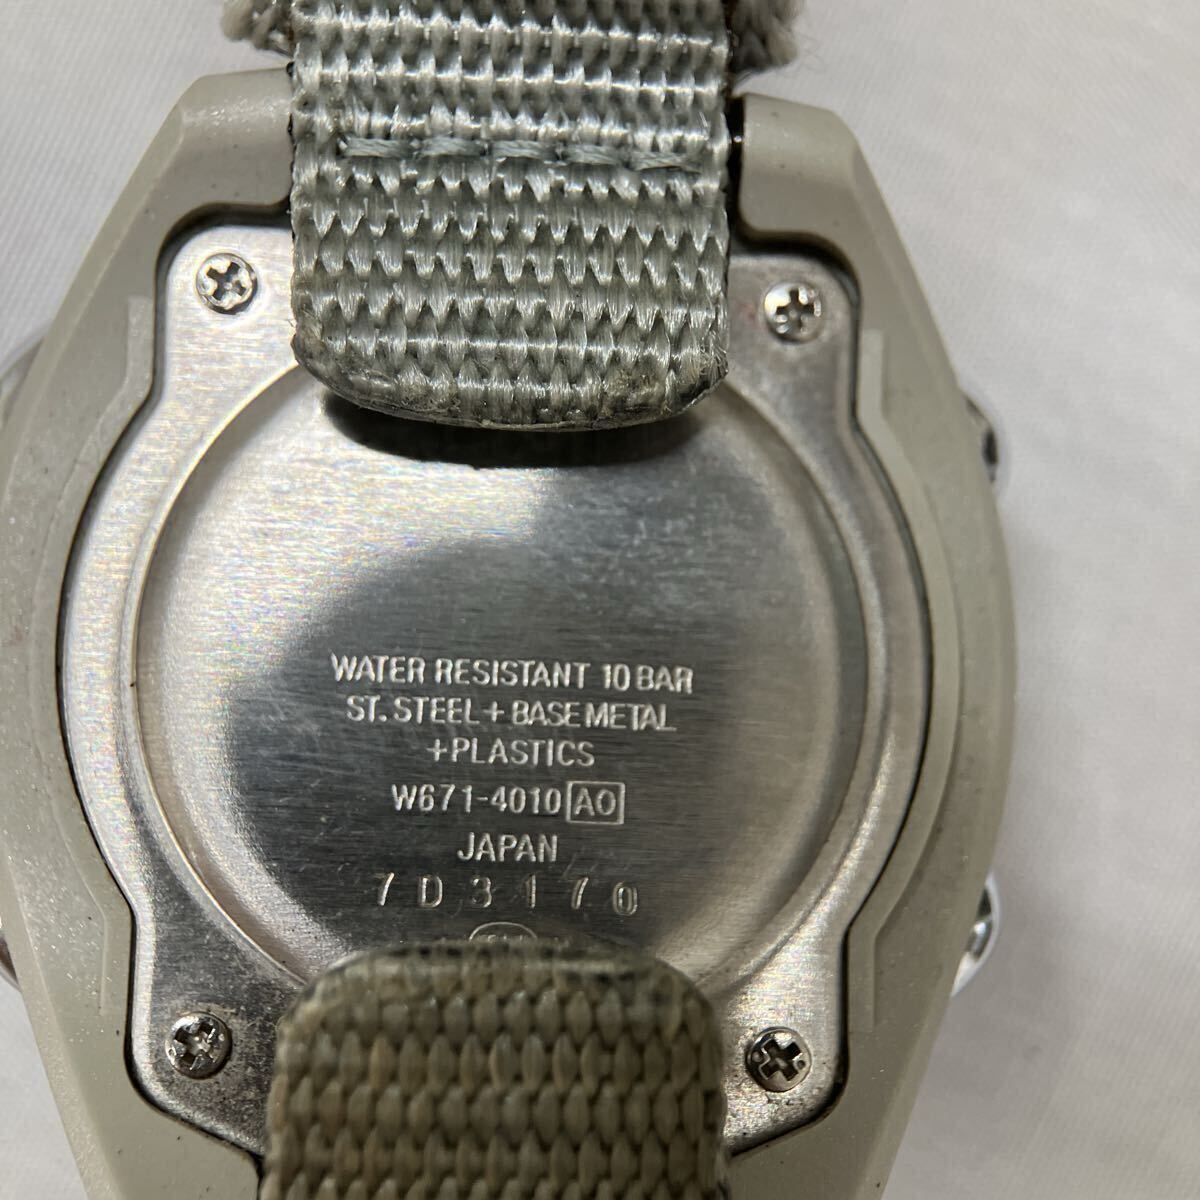 WATER RESISTANT 10 BAR
ST. STEEL + BASE METAL
+PLASTICS
W671-4010 AO
JAPAN
7D3170